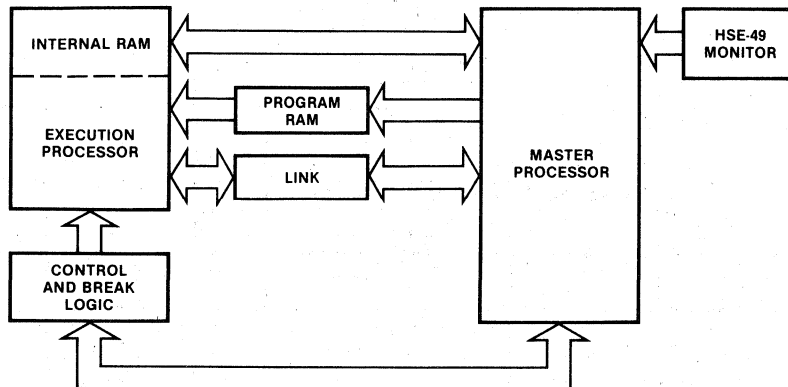 INTERNAL RAM
EXECUTION
PROCESSOR
PROGRAM
RAM
LINK
MASTER
PROCESSOR
HSE-49
MONITOR
CONTROL
AND BREAK
LOGIC